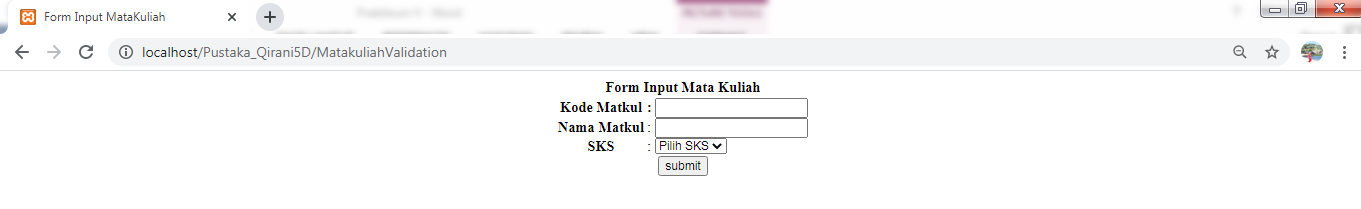 Form Input MataKuliah
localhost/Pustaka_Qirani5D/MatakuliahValidation
Form Input Mata Kuliah
Kode Matkul :
Nama Matkul :
SKS : Pilih SKS
submit